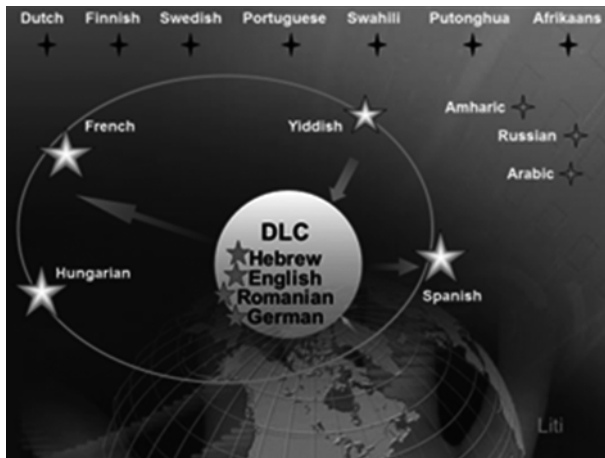 Dutch Finnish Swedish Portuguese Swahili Putonghua Afrikaans
Amharic
French Yiddish
Russian
Arabic
DLC
Hebrew
Hungarian
English
Spanish
Romanian
German
Liti